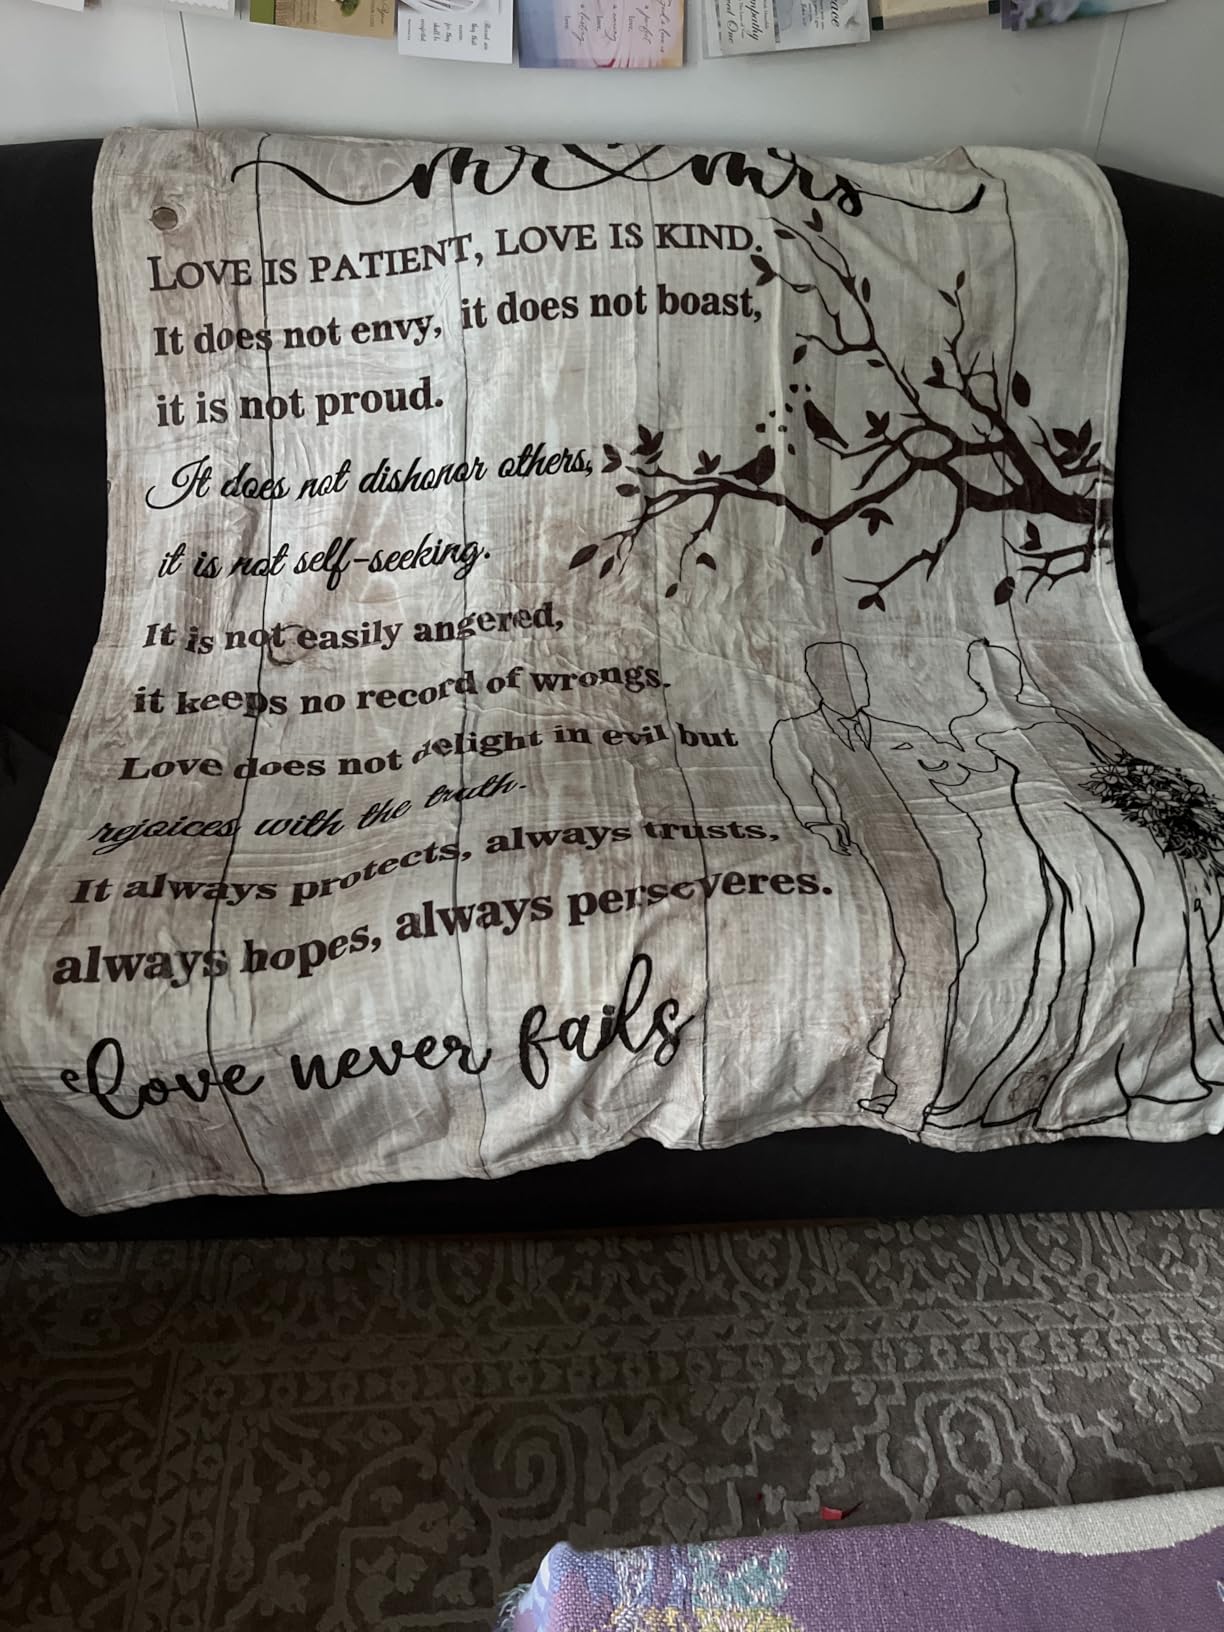 Sympathy
mr & mrs
LOVE IS PATIENT, LOVE IS KIND.
It does not envy, it does not boast,
it is not proud.
It does not dishonor others,
it is not self-seeking.
It is not easily angered,
it keeps no record of wrongs.
Love does not delight in evil but
rejoices with the truth.
It always protects, always trusts,
always hopes, always perseveres.
love never fails